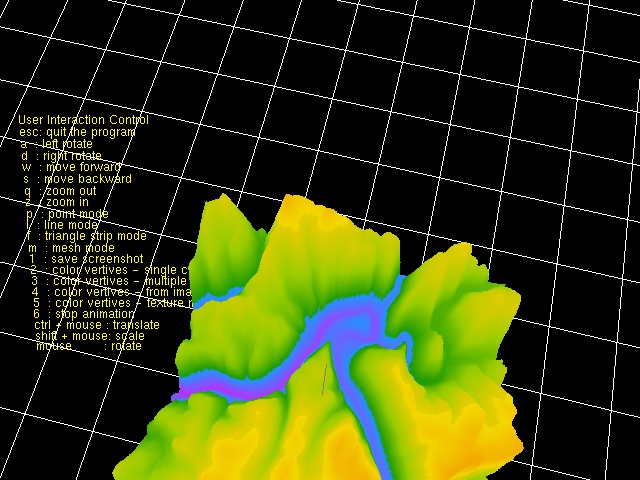 User Interaction Control
esc: quit the program
a : left rotate
d : right rotate
w : move forward
s : move backward
q : zoom out
z : zoom in
p : point mode
l : line mode
f : triangle strip mode
m : mesh mode
1 : save screenshot
2 : color vertives - single c
3 : color vertives - multiple
4 : color vertives - from ima
5 : color vertives - texture
6 : stop animation
ctrl + mouse : translate
shift + mouse: scale
mouse : rotate